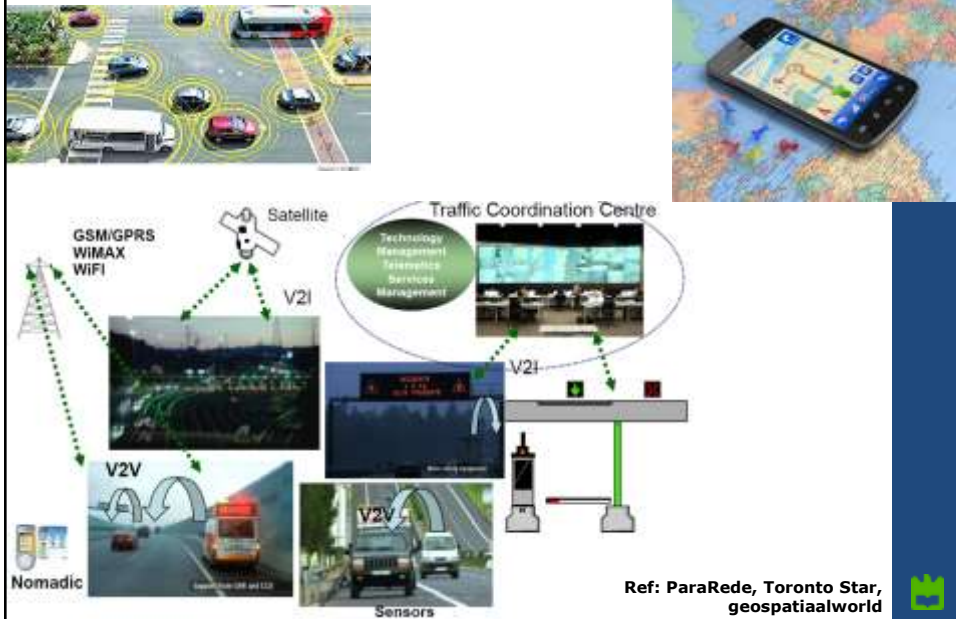 Satellite
Traffic Coordination Centre
GSM/GPRS
WiMAX
WiFI
Technology
Management
Telematics
Services
Management
V2I
V2I
V2V
V2V
Nomadic
Sensors
Ref: ParaRede, Toronto Star,
geospatiaalworld